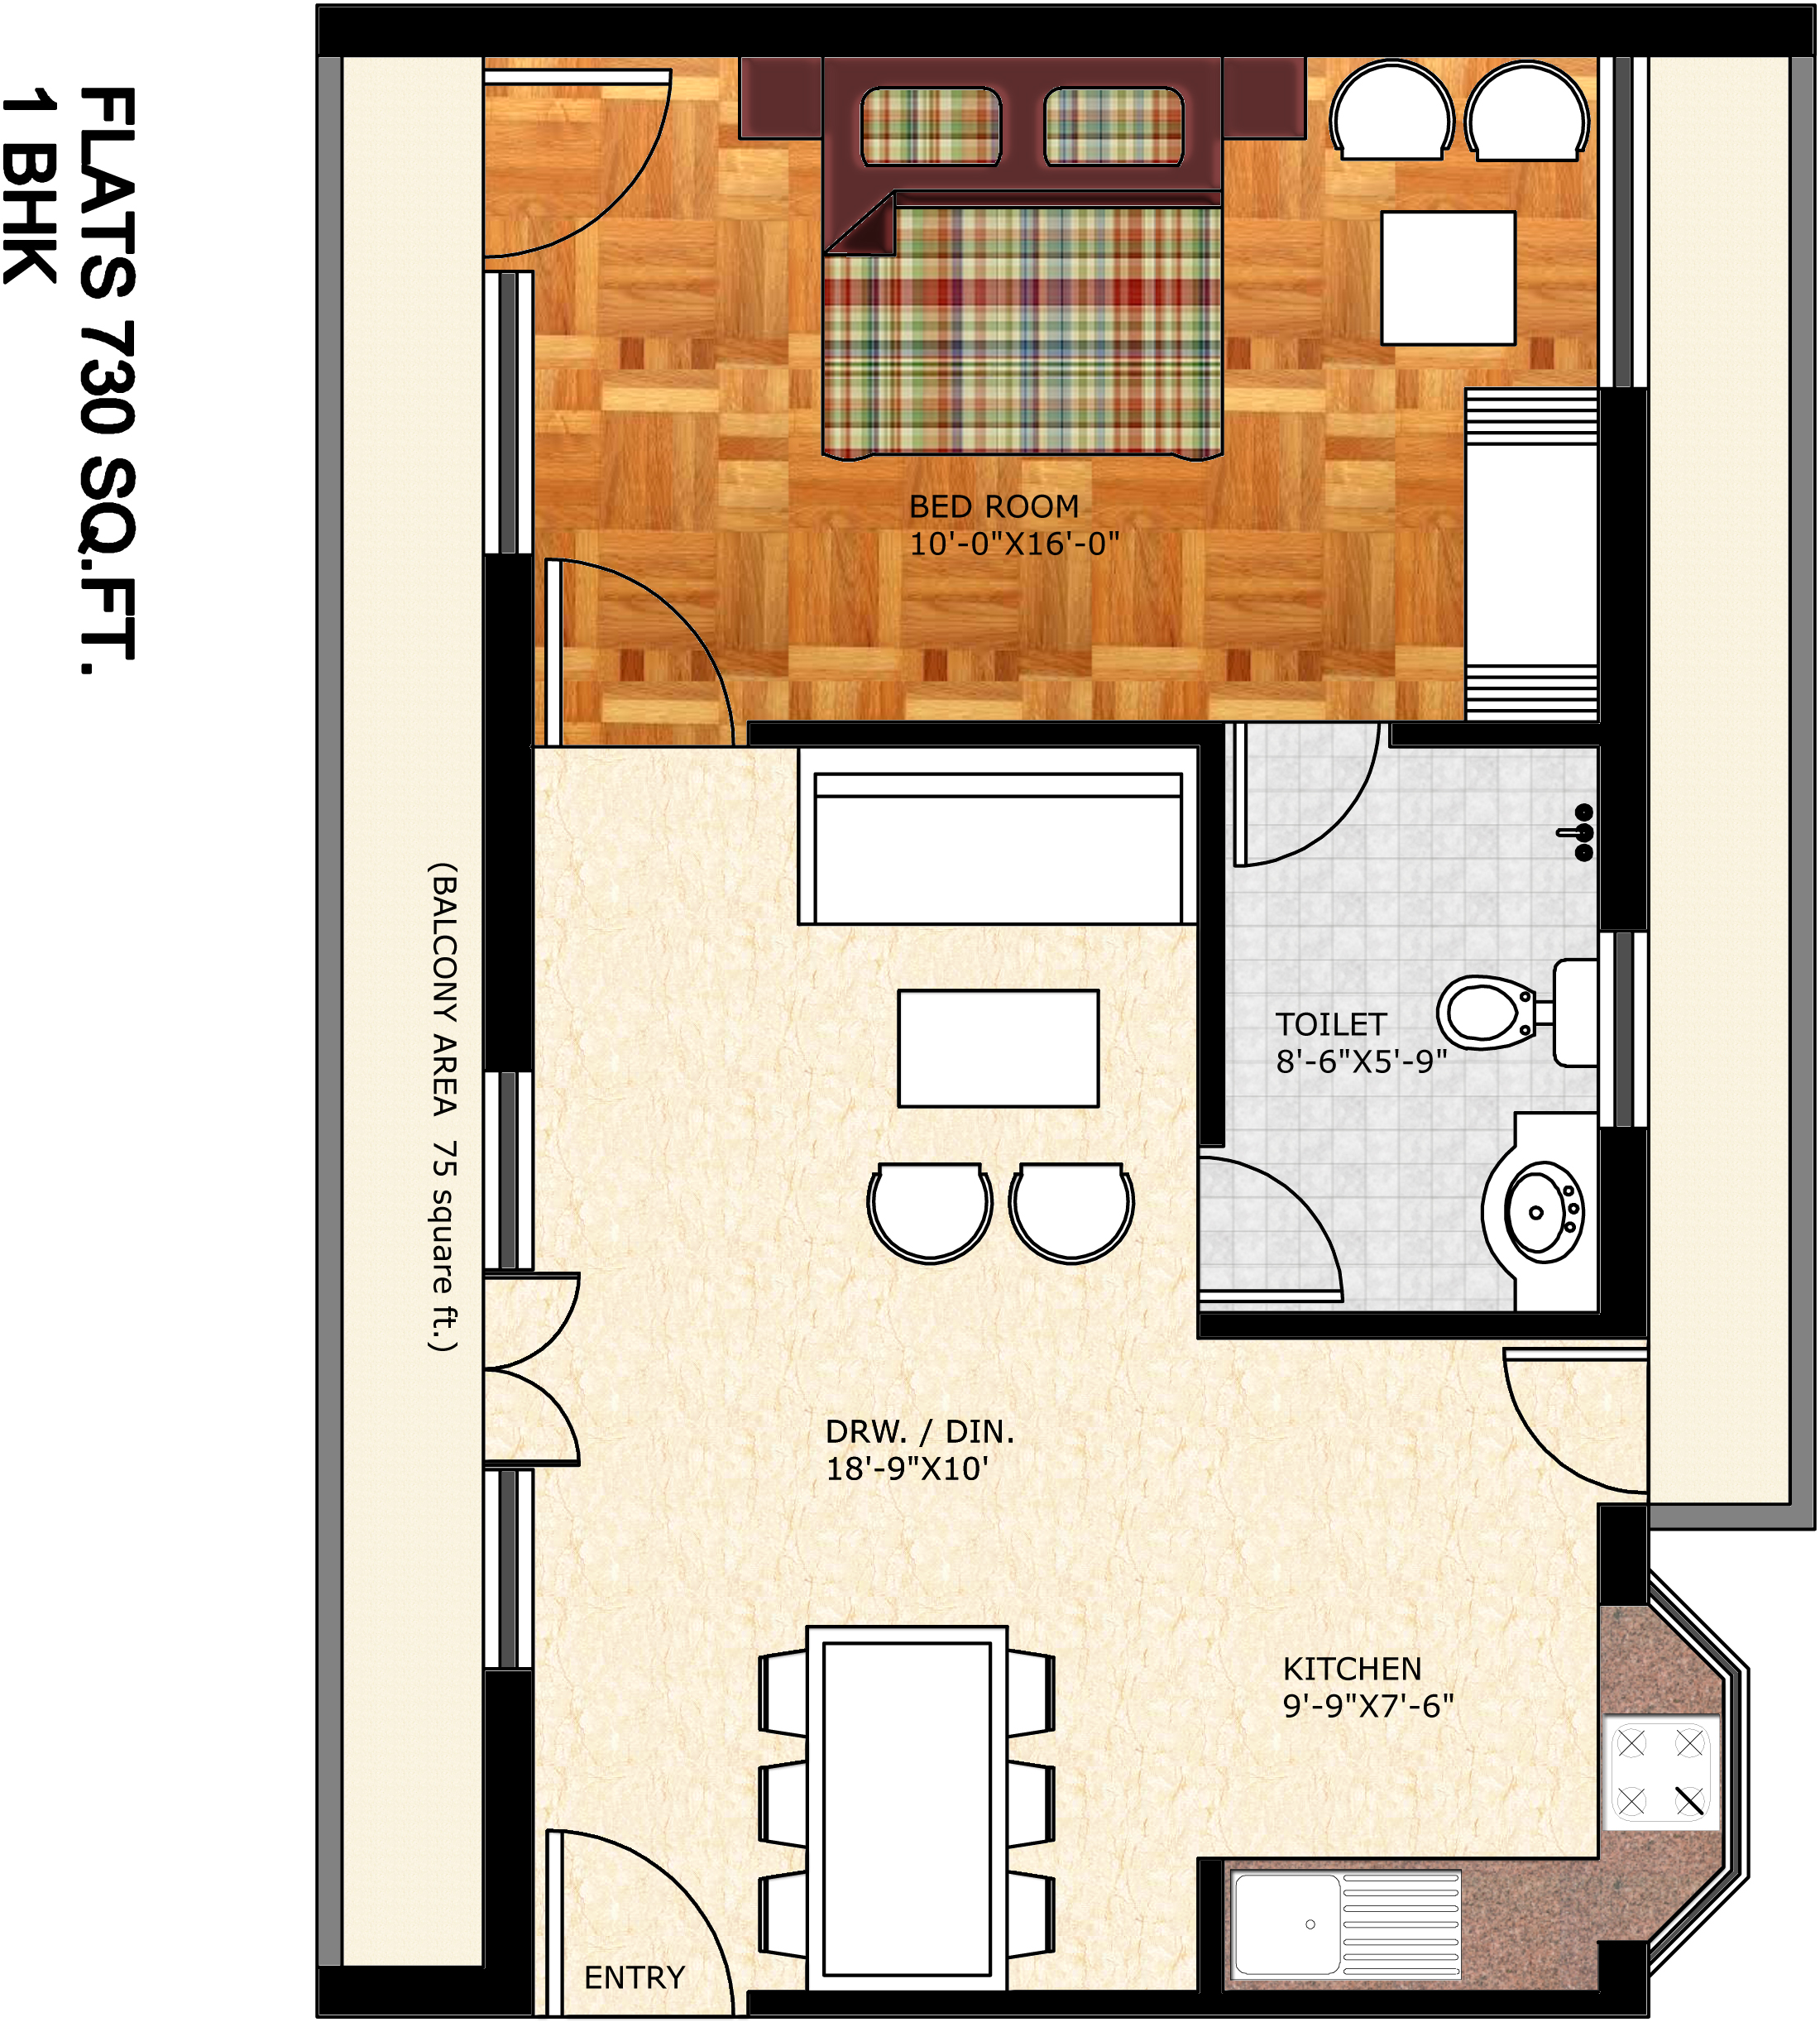 FLATS 730 SQ.FT.
1 BHK
BED ROOM
10'-0"X16'-0"
(BALCONY AREA 75 square ft.)
TOILET
8'-6"X5'-9"
DRW. / DIN.
18'-9"X10'
KITCHEN
9'-9"X7'-6"
ENTRY